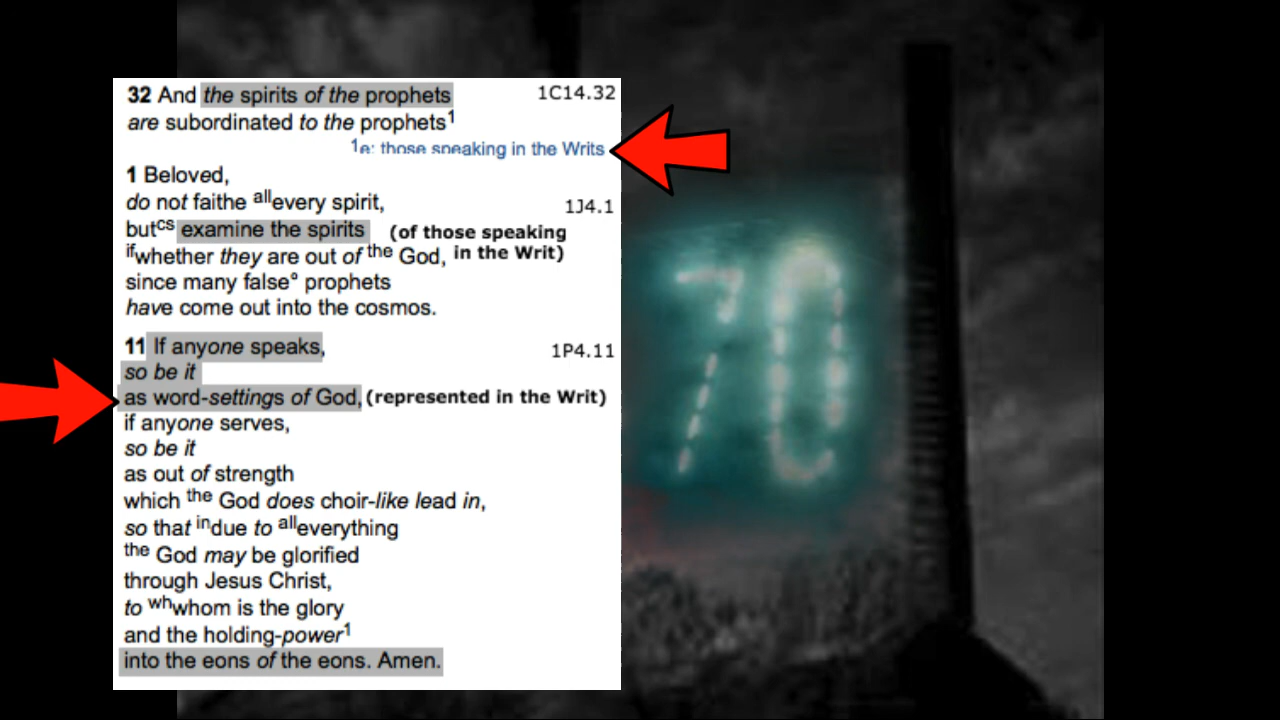 32 And the spirits of the prophets 1C14.32
are subordinated to the prophets1
1e: those speaking in the Writs
1 Beloved,
do not faithe allevery spirit, 1J4.1
butcs examine the spirits (of those speaking
ifwhether they are out of the God, in the Writ)
since many false° prophets
have come out into the cosmos.
11 If anyone speaks, 1P4.11
so be it
as word-settings of God, (represented in the Writ)
if anyone serves,
so be it
as out of strength
which the God does choir-like lead in,
so that indue to alleverything
the God may be glorified
through Jesus Christ,
to whwhom is the glory
and the holding-power1
into the eons of the eons. Amen.
70